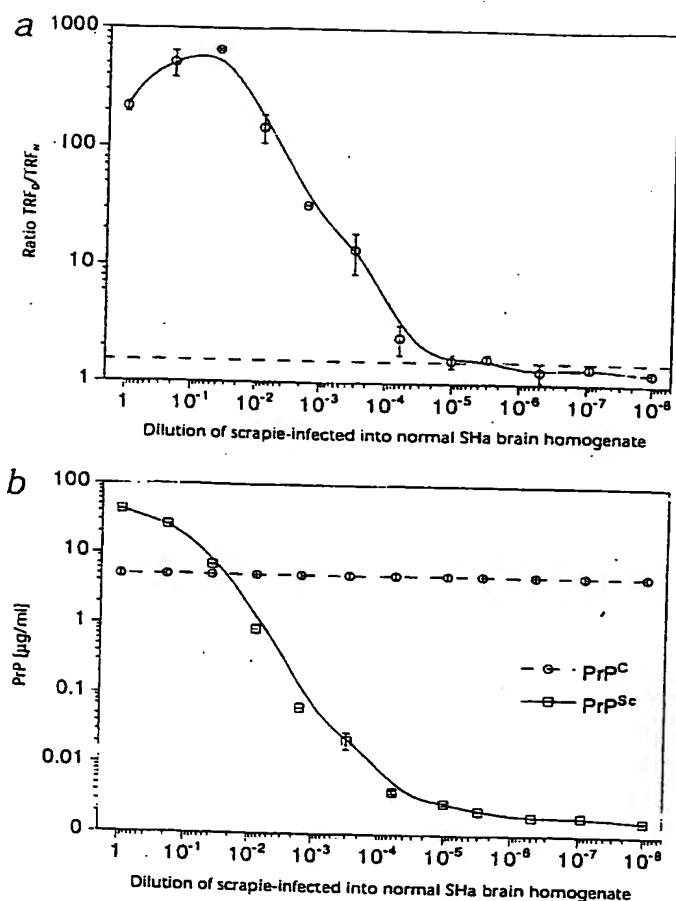 a
1000
100
10
1
Ratio TRF_D/TRF_N
1 10⁻¹ 10⁻² 10⁻³ 10⁻⁴ 10⁻⁵ 10⁻⁶ 10⁻⁷ 10⁻⁸
Dilution of scrapie-infected into normal SHa brain homogenate
b
100
10
1
0.1
0.01
0
PrP [µg/ml]
PrP^C
PrP^Sc
1 10⁻¹ 10⁻² 10⁻³ 10⁻⁴ 10⁻⁵ 10⁻⁶ 10⁻⁷ 10⁻⁸
Dilution of scrapie-infected into normal SHa brain homogenate